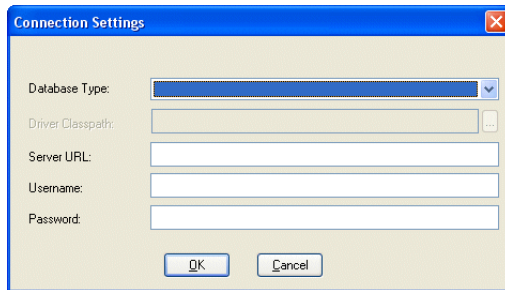 Connection Settings
Database Type:
Driver Classpath:
...
Server URL:
Username:
Password:
OK Cancel